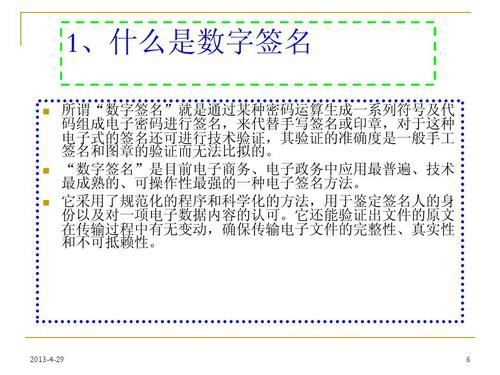 1、什么是数字签名
所谓“数字签名”就是通过某种密码运算生成一系列符号及代
码组成电子密码进行签名，来代替手写签名或印章，对于这种
电子式的签名还可进行技术验证，其验证的准确度是一般手工
签名和图章的验证而无法比拟的。
“数字签名”是目前电子商务、电子政务中应用最普遍、技术
最成熟的、可操作性最强的一种电子签名方法。
它采用了规范化的程序和科学化的方法，用于鉴定签名人的身
份以及对一项电子数据内容的认可。它还能验证出文件的原文
在传输过程中有无变动，确保传输电子文件的完整性、真实性
和不可抵赖性。
2013-4-29
6